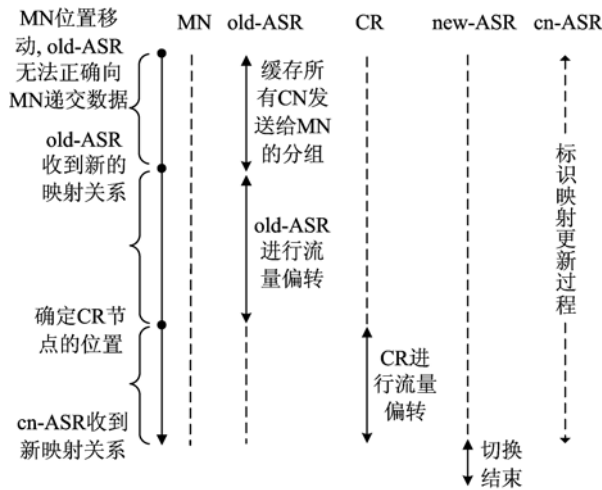 MN位置移
动, old-ASR
无法正确向
MN递交数据
old-ASR
收到新的
映射关系
确定CR节
点的位置
cn-ASR收到
新映射关系
MN
old-ASR
CR
new-ASR
cn-ASR
缓存所
有CN发
送给MN
的分组
old-ASR
进行流
量偏转
CR进
行流量
偏转
切换
结束
标识映射更新过程